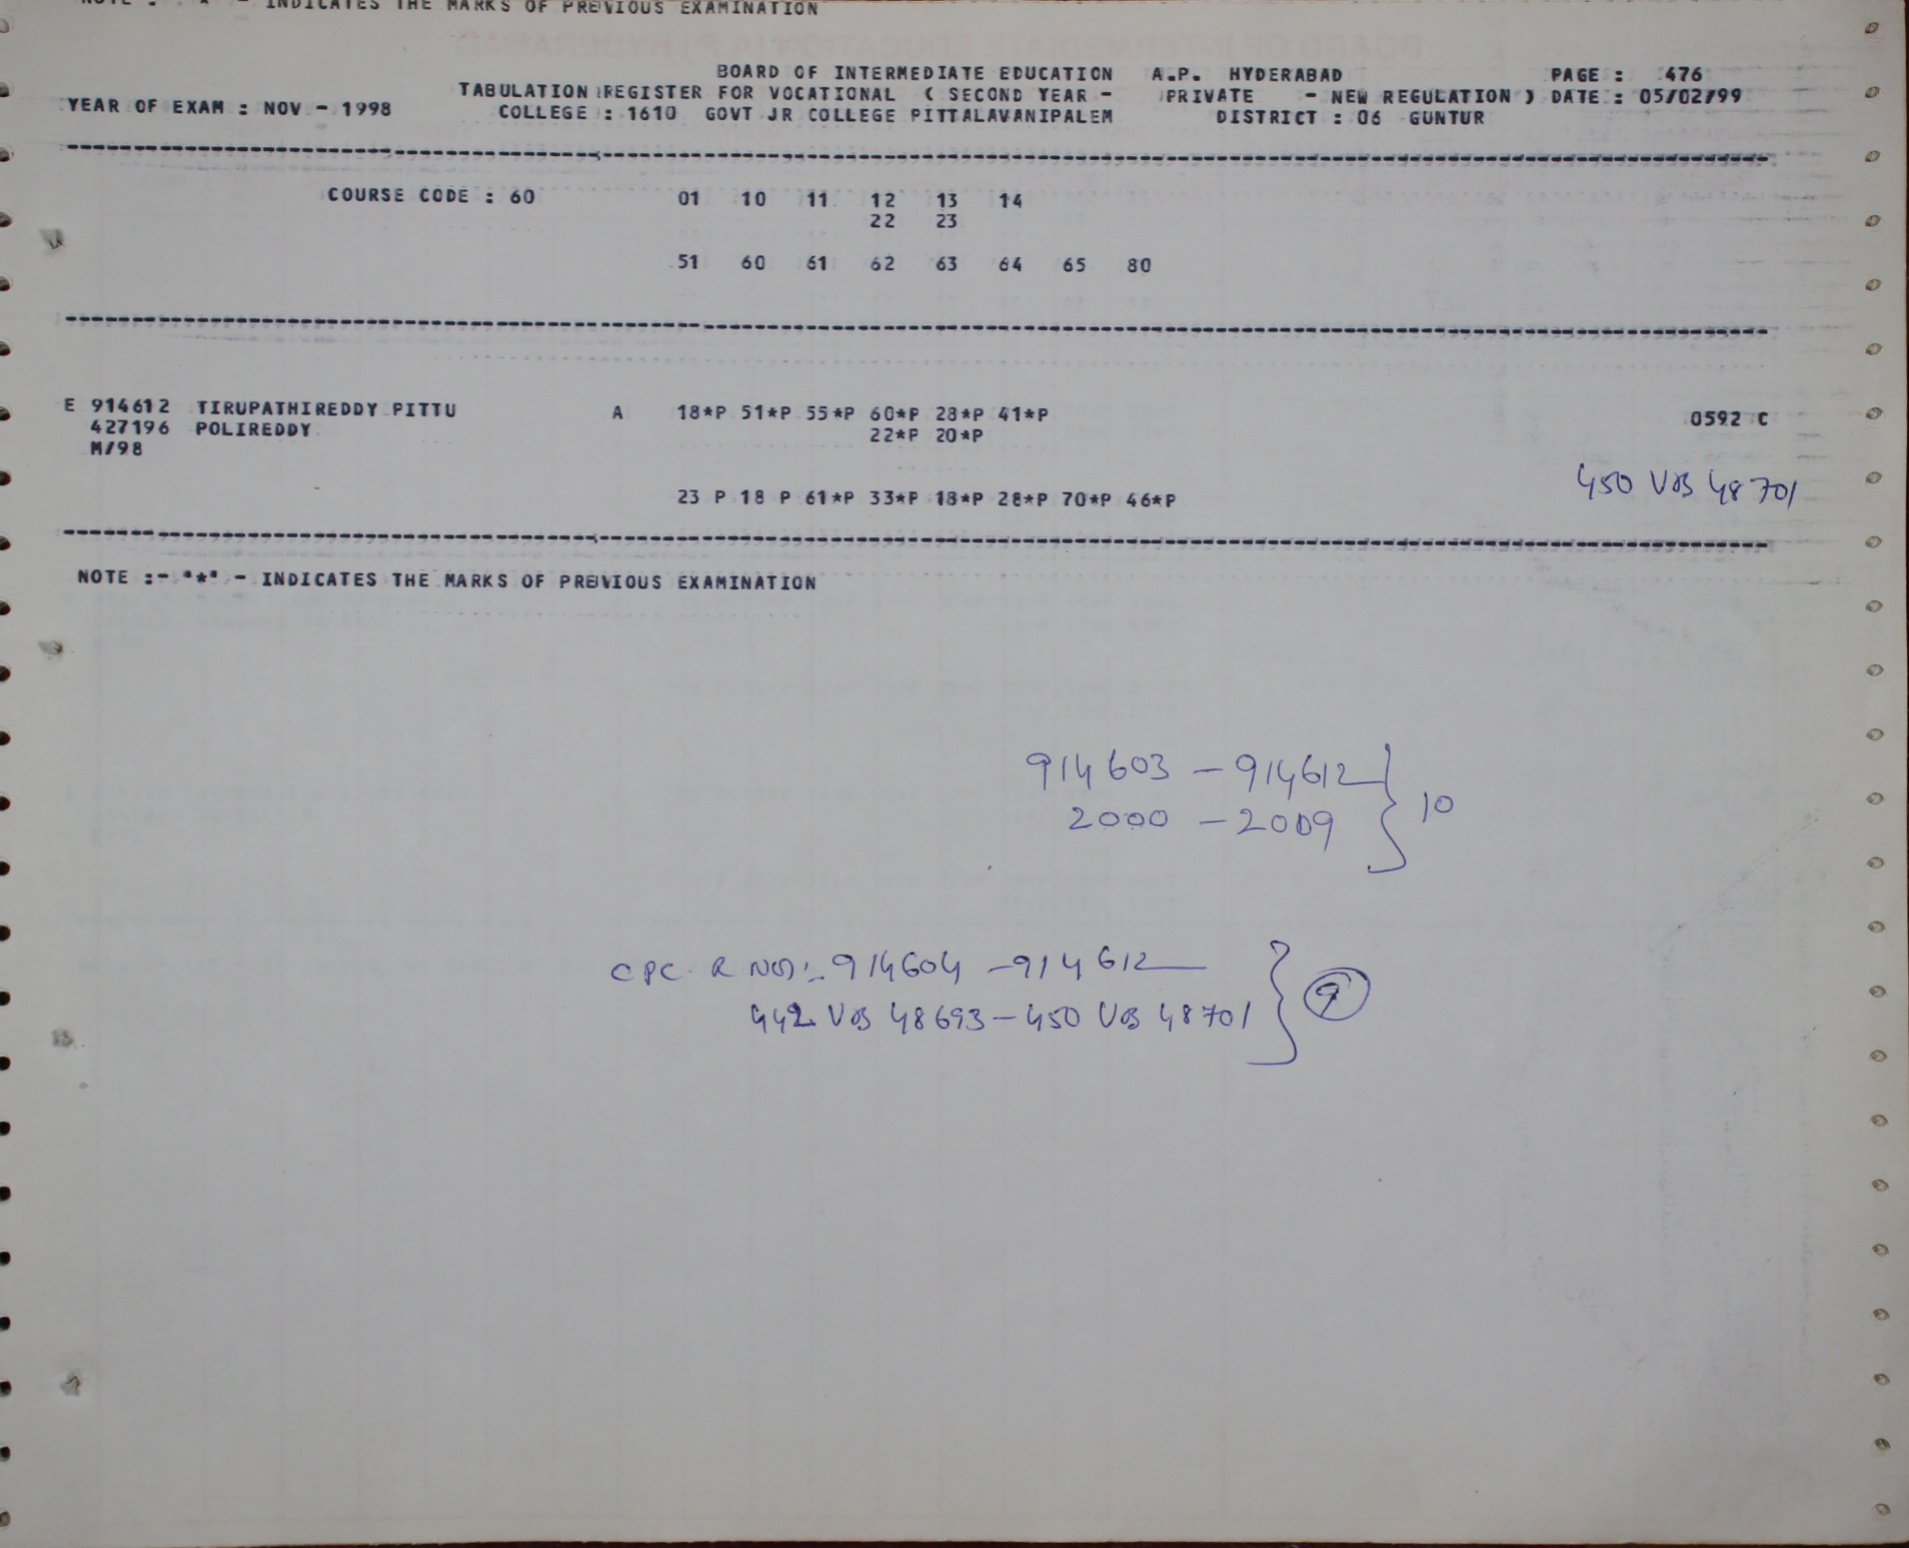 INDICATES THE MARKS OF PREVIOUS EXAMINATION
BOARD OF INTERMEDIATE EDUCATION A.P. HYDERABAD PAGE : 476
YEAR OF EXAM : NOV - 1998 TABULATION REGISTER FOR VOCATIONAL ( SECOND YEAR - PRIVATE - NEW REGULATION ) DATE : 05/02/99
COLLEGE : 1610 GOVT JR COLLEGE PITTALAVANIPALEM DISTRICT : 06 GUNTUR
COURSE CODE : 60 01 10 11 12 13 14
22 23
51 60 61 62 63 64 65 80
E 914612 TIRUPATHIREDDY PITTU A 18*P 51*P 55*P 60*P 28*P 41*P 0592 C
427196 POLIREDDY 22*P 20*P
M/98
23 P 18 P 61*P 33*P 18*P 28*P 70*P 46*P 450 VB 48701
NOTE :- "*" - INDICATES THE MARKS OF PREVIOUS EXAMINATION
914603 - 914612
2000 - 2009 } 10
CPC R NO:- 914604 - 914612
442 VB 48693 - 450 VB 48701 } 9